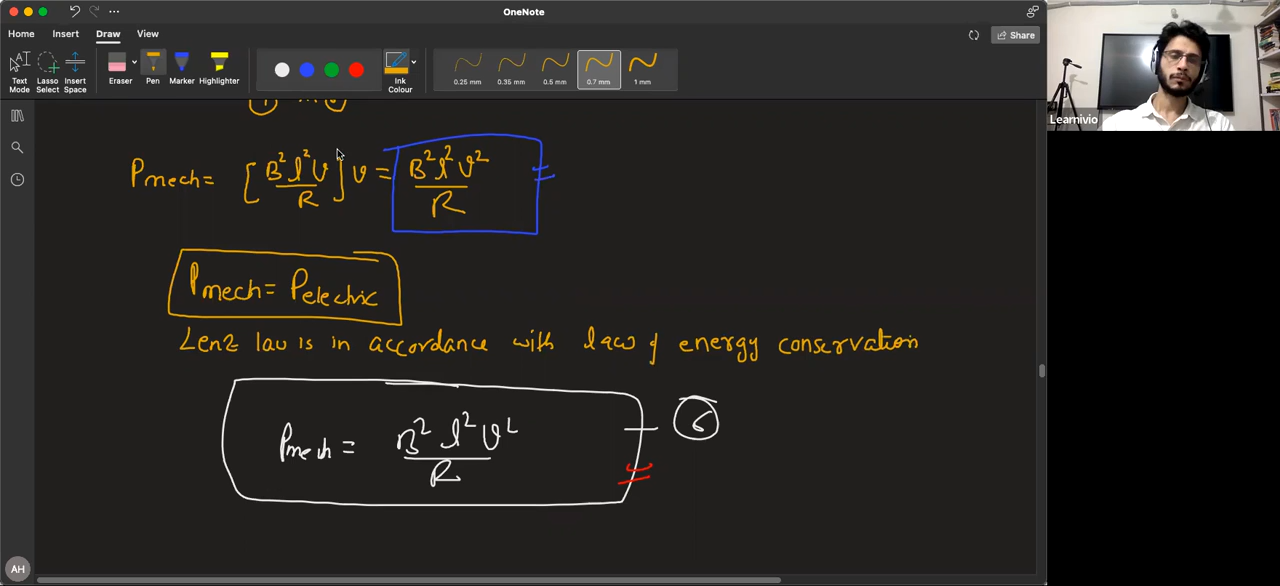 OneNote
Home Insert Draw View
Share
Text Mode Lasso Select Insert Space Eraser Pen Marker Highlighter Ink Colour 0.25 mm 0.35 mm 0.5 mm 0.7 mm 1 mm
Learnivio
Pmech = [B²l²v/R] v = B²l²v²/R
Pmech = Pelectric
Lenz law is in accordance with law of energy conservation
Pmech = B²l²v²/R — 6
AH